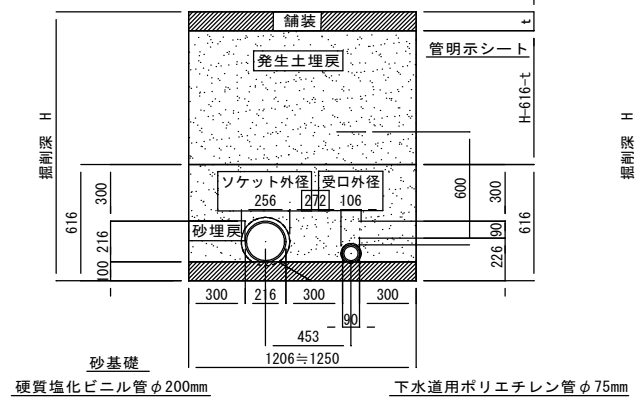 舗装
t
管明示シート
発生土埋戻
掘削深 H
H-616-t
掘削深 H
ソケット外径
受口外径
256
272
106
600
300
300
616
616
砂埋戻
216
90
100
226
300
216
300
300
90
453
1206≒1250
砂基礎
硬質塩化ビニル管φ200mm
下水道用ポリエチレン管φ75mm